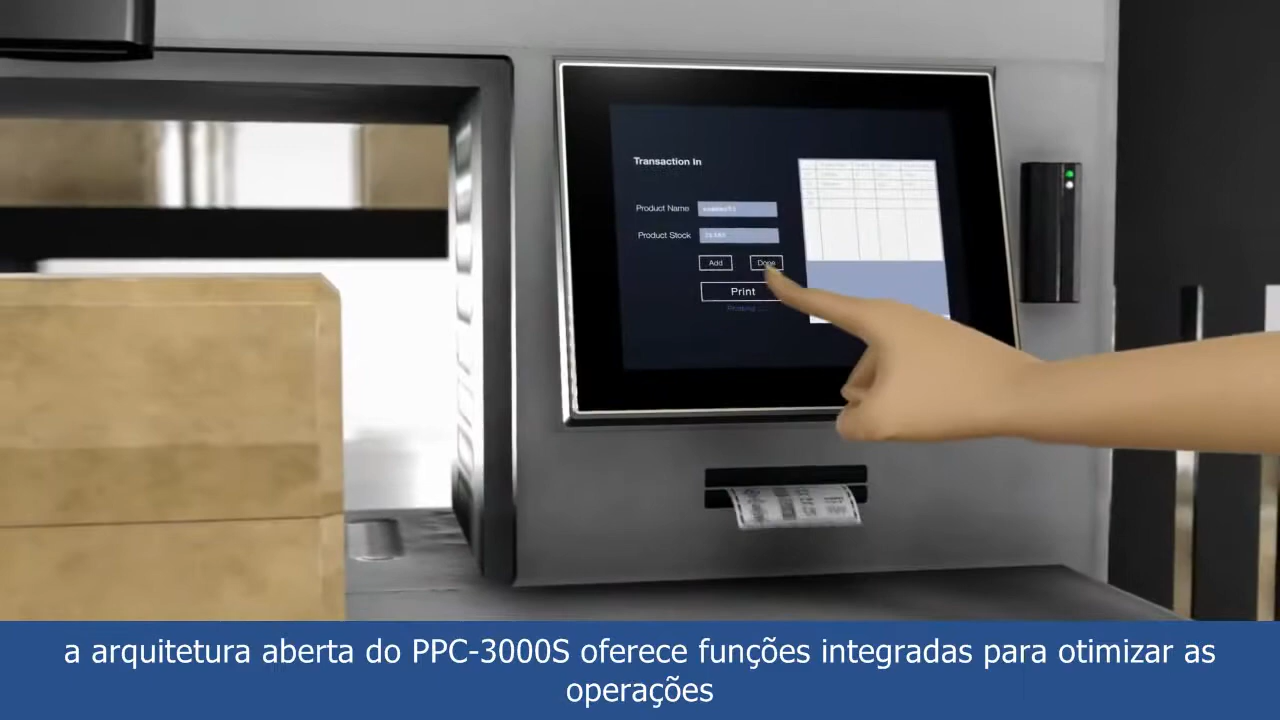 Transaction In
Product Name
Product Stock
Add
Done
Print
Printing ...
a arquitetura aberta do PPC-3000S oferece funções integradas para otimizar as
operações